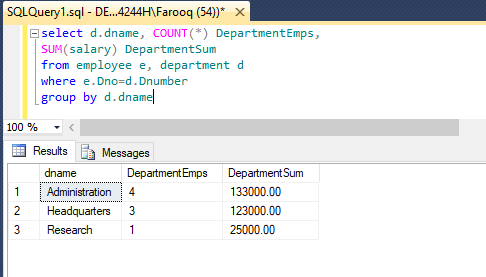 SQLQuery1.sql - DE...4244H\Farooq (54))*
select d.dname, COUNT(*) DepartmentEmps,
SUM(salary) DepartmentSum
from employee e, department d
where e.Dno=d.Dnumber
group by d.dname
100 %
Results Messages
dname DepartmentEmps DepartmentSum
1 Administration 4 133000.00
2 Headquarters 3 123000.00
3 Research 1 25000.00